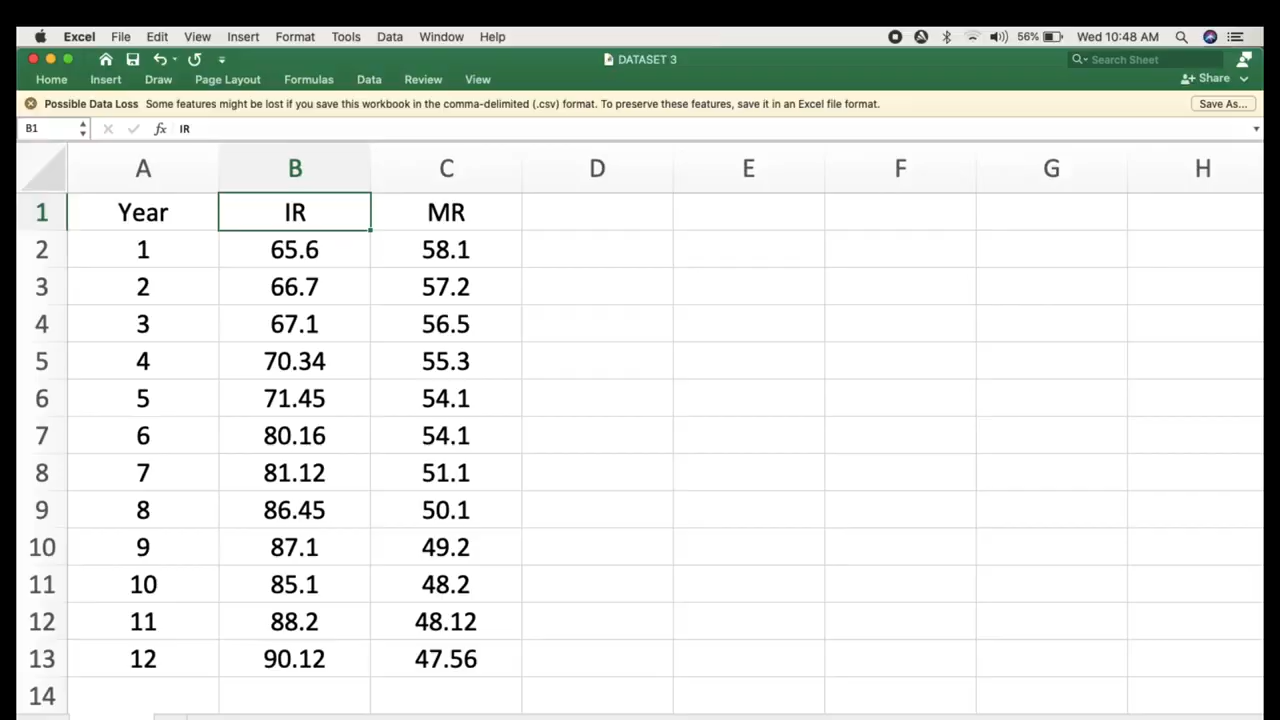 Excel File Edit View Insert Format Tools Data Window Help 56% Wed 10:48 AM
DATASET 3 Search Sheet
Home Insert Draw Page Layout Formulas Data Review View Share
Possible Data Loss Some features might be lost if you save this workbook in the comma-delimited (.csv) format. To preserve these features, save it in an Excel file format. Save As...
B1 fx IR
A B C D E F G H
1 Year IR MR
2 1 65.6 58.1
3 2 66.7 57.2
4 3 67.1 56.5
5 4 70.34 55.3
6 5 71.45 54.1
7 6 80.16 54.1
8 7 81.12 51.1
9 8 86.45 50.1
10 9 87.1 49.2
11 10 85.1 48.2
12 11 88.2 48.12
13 12 90.12 47.56
14